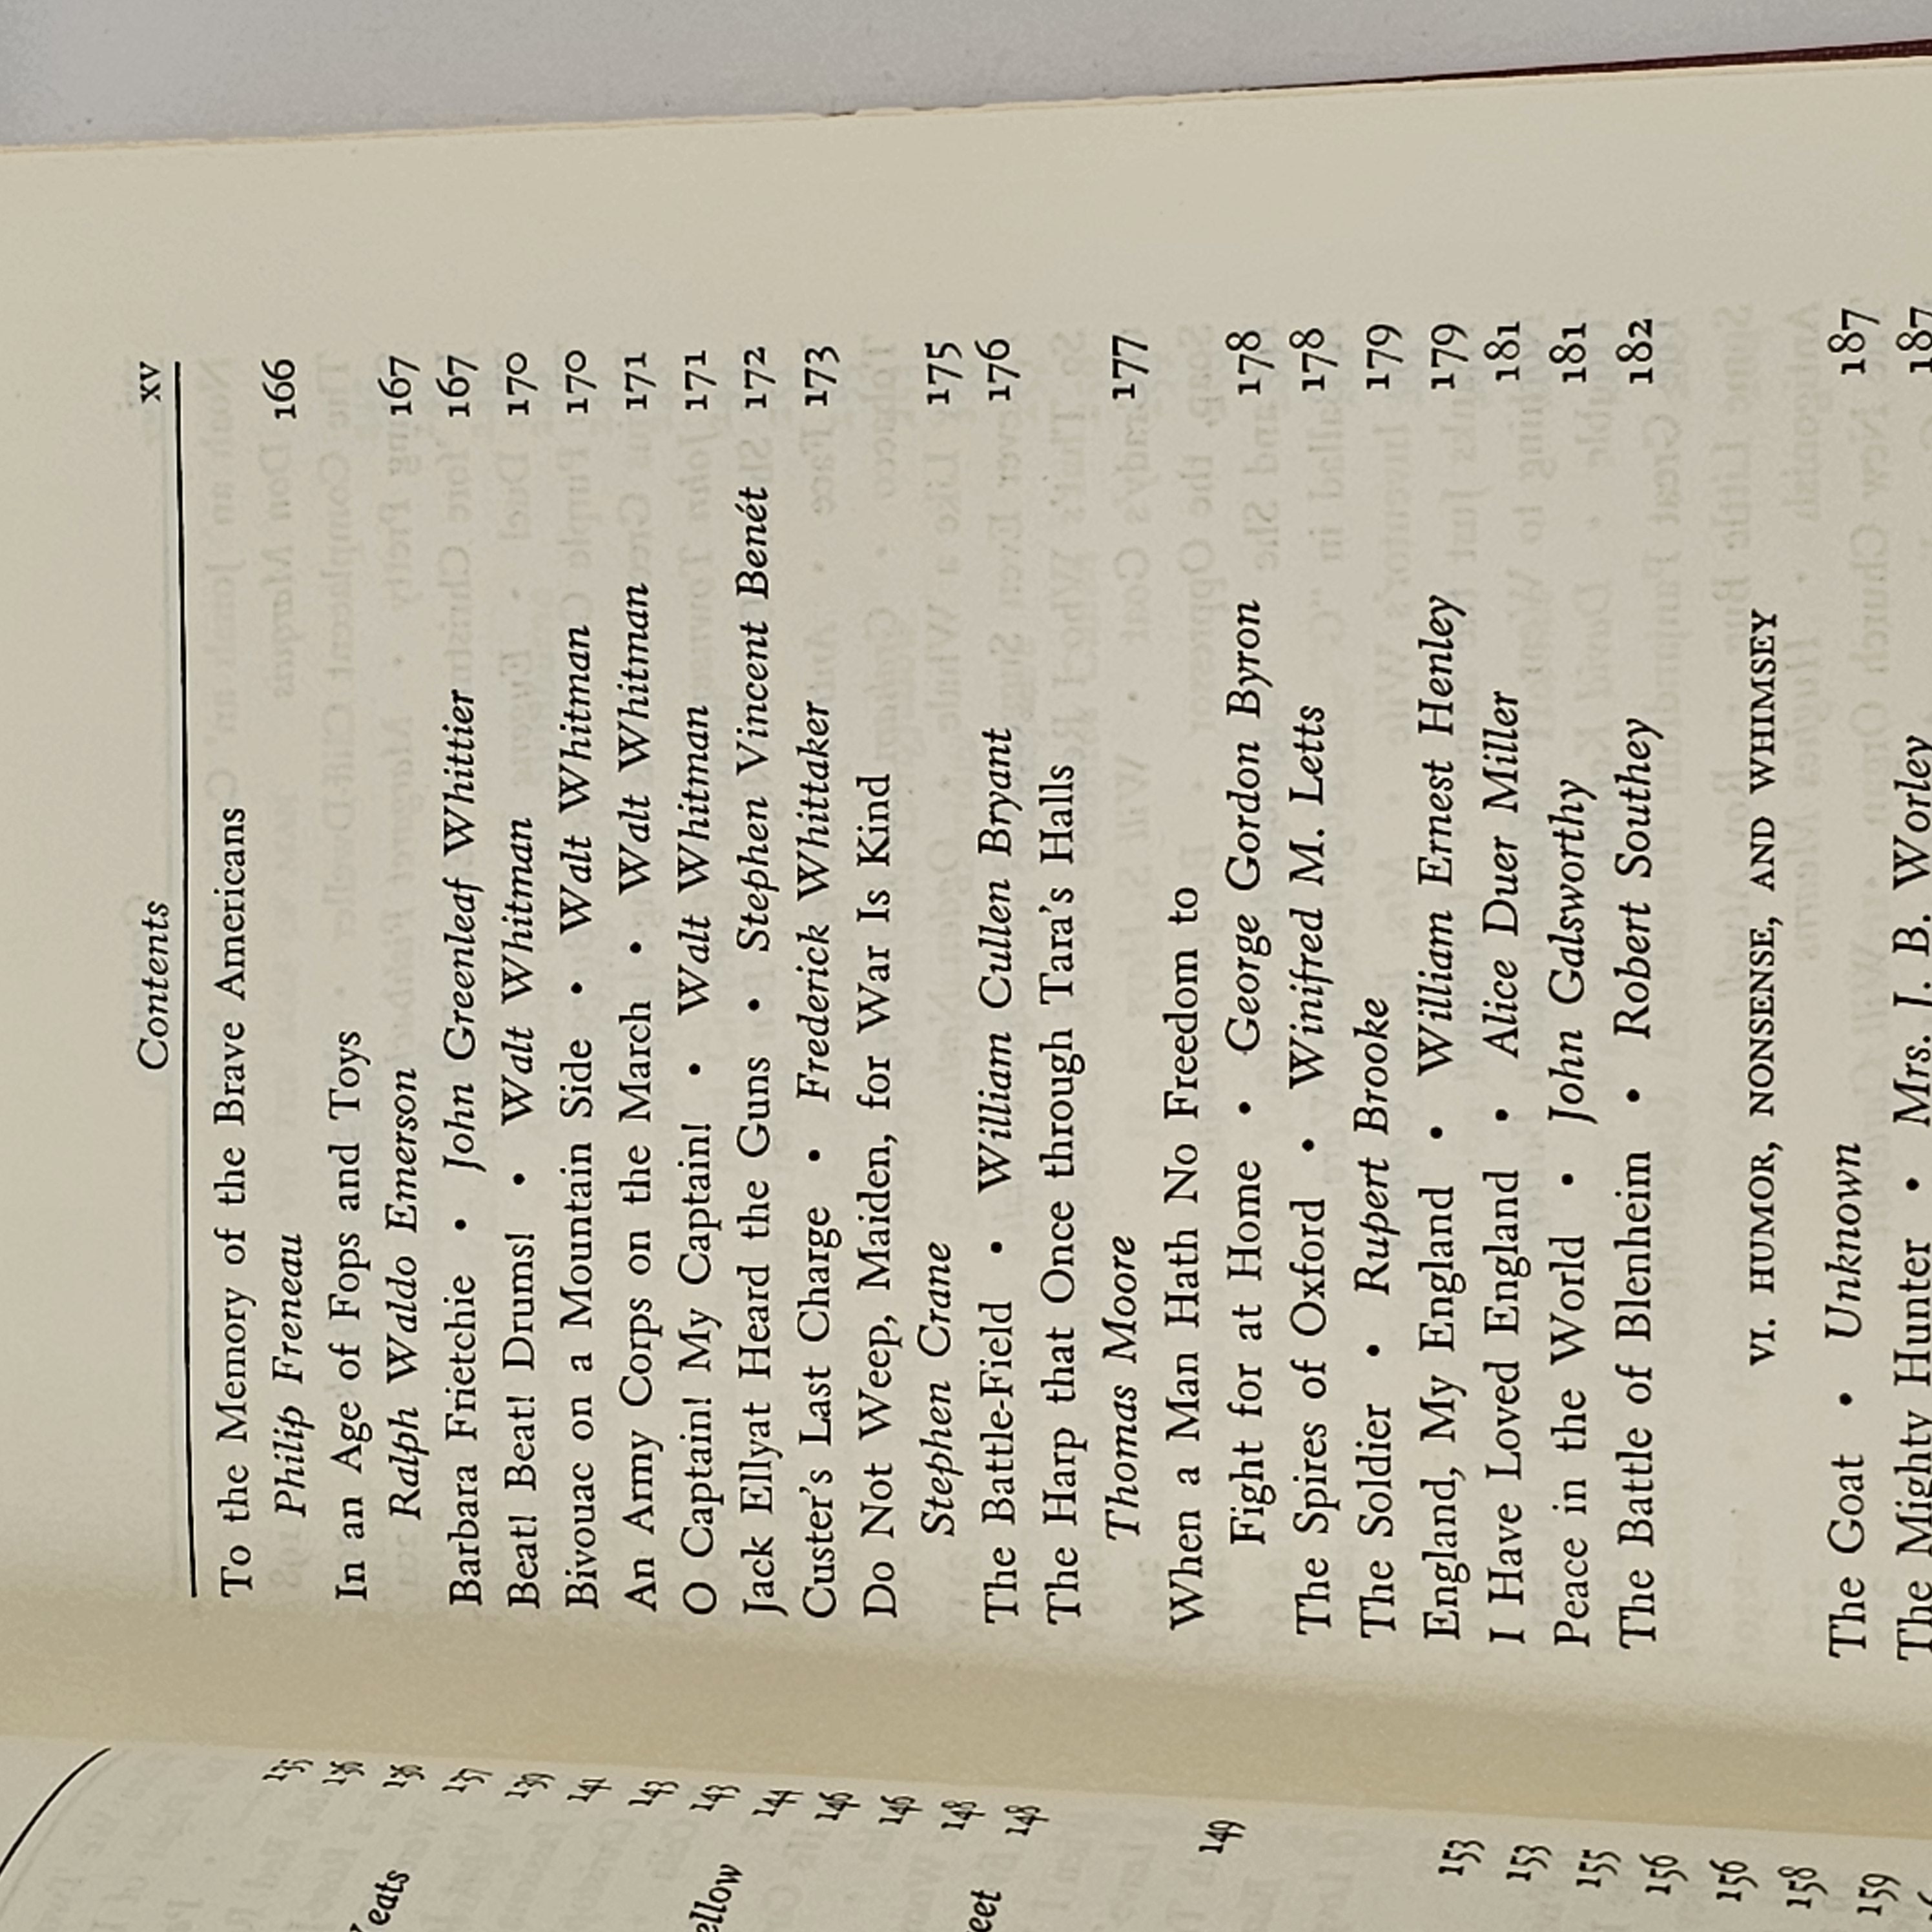 135
136
Yeats 136
137
139
141
143
ellow 143
144
146
146
148
eet 148
149
153
153
155
156
156
158
159
Contents xv
To the Memory of the Brave Americans
Philip Freneau 166
In an Age of Fops and Toys
Ralph Waldo Emerson 167
Barbara Frietchie • John Greenleaf Whittier 167
Beat! Beat! Drums! • Walt Whitman 170
Bivouac on a Mountain Side • Walt Whitman 170
An Army Corps on the March • Walt Whitman 171
O Captain! My Captain! • Walt Whitman 171
Jack Ellyat Heard the Guns • Stephen Vincent Benét 172
Custer's Last Charge • Frederick Whittaker 173
Do Not Weep, Maiden, for War Is Kind
Stephen Crane 175
The Battle-Field • William Cullen Bryant 176
The Harp that Once through Tara's Halls
Thomas Moore 177
When a Man Hath No Freedom to
Fight for at Home • George Gordon Byron 178
The Spires of Oxford • Winifred M. Letts 178
The Soldier • Rupert Brooke 179
England, My England • William Ernest Henley 179
I Have Loved England • Alice Duer Miller 181
Peace in the World • John Galsworthy 181
The Battle of Blenheim • Robert Southey 182
VI. HUMOR, NONSENSE, AND WHIMSEY
The Goat • Unknown 187
The Mighty Hunter • Mrs. J. B. Worley 187